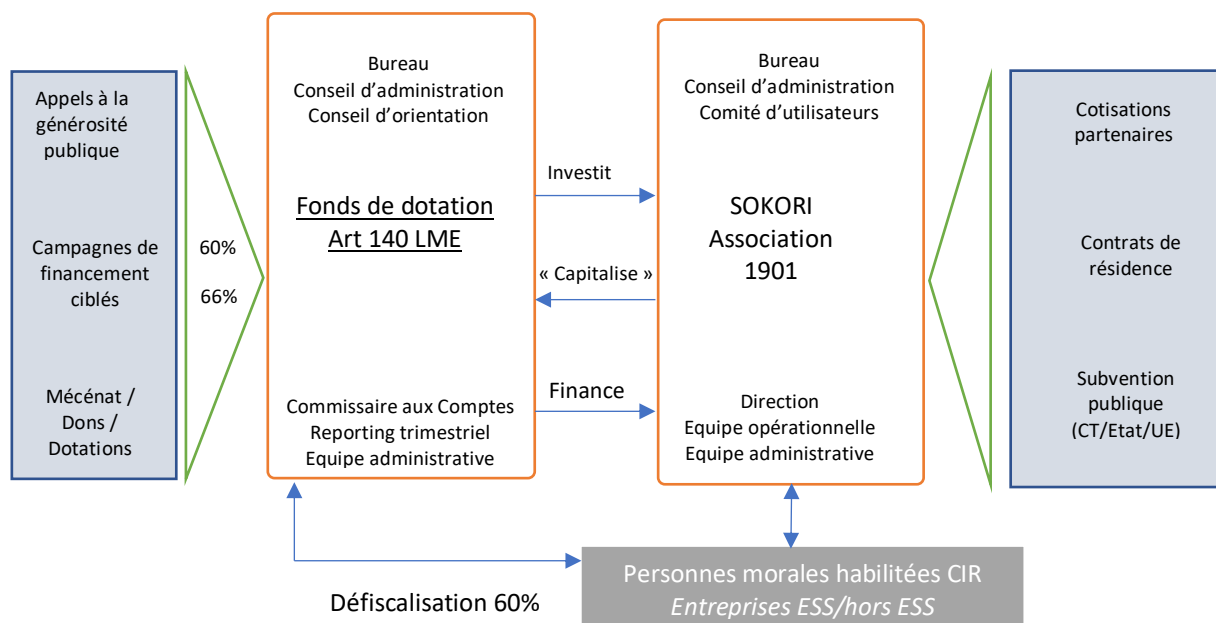 Appels à la
générosité
publique
Campagnes de
financement
ciblés
Mécénat /
Dons /
Dotations
60%
66%
Bureau
Conseil d'administration
Conseil d'orientation
Fonds de dotation
Art 140 LME
Commissaire aux Comptes
Reporting trimestriel
Equipe administrative
Investit
« Capitalise »
Finance
Bureau
Conseil d'administration
Comité d'utilisateurs
SOKORI
Association
1901
Direction
Equipe opérationnelle
Equipe administrative
Cotisations
partenaires
Contrats de
résidence
Subvention
publique
(CT/Etat/UE)
Défiscalisation 60%
Personnes morales habilitées CIR
Entreprises ESS/hors ESS